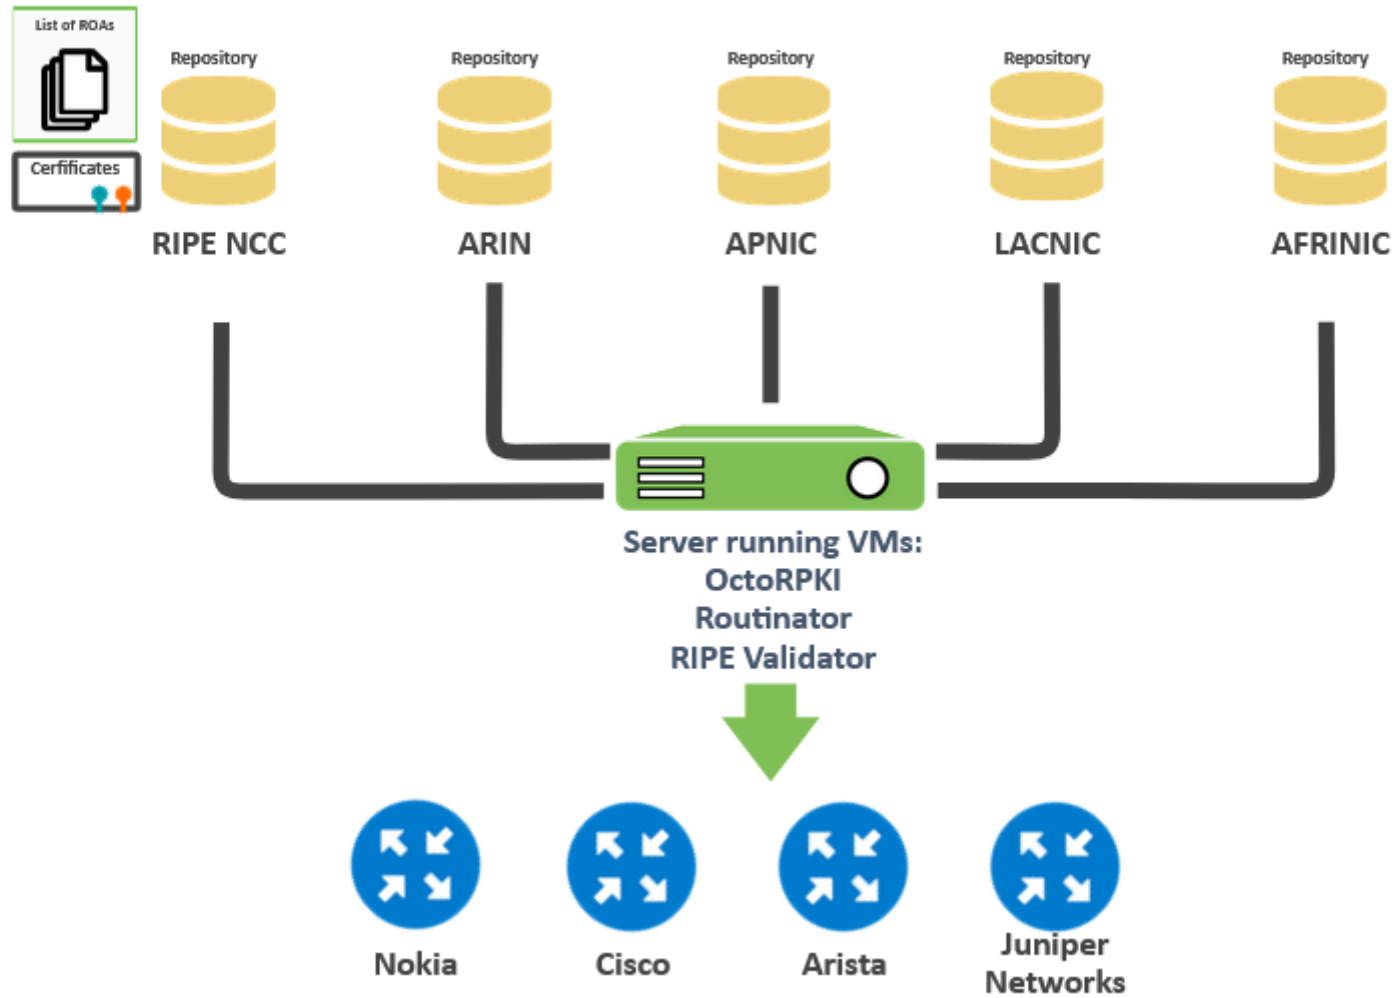 List of ROAs
Cerfificates
Repository
RIPE NCC
Repository
ARIN
Repository
APNIC
Repository
LACNIC
Repository
AFRINIC
Server running VMs:
OctoRPKI
Routinator
RIPE Validator
Nokia
Cisco
Arista
Juniper
Networks